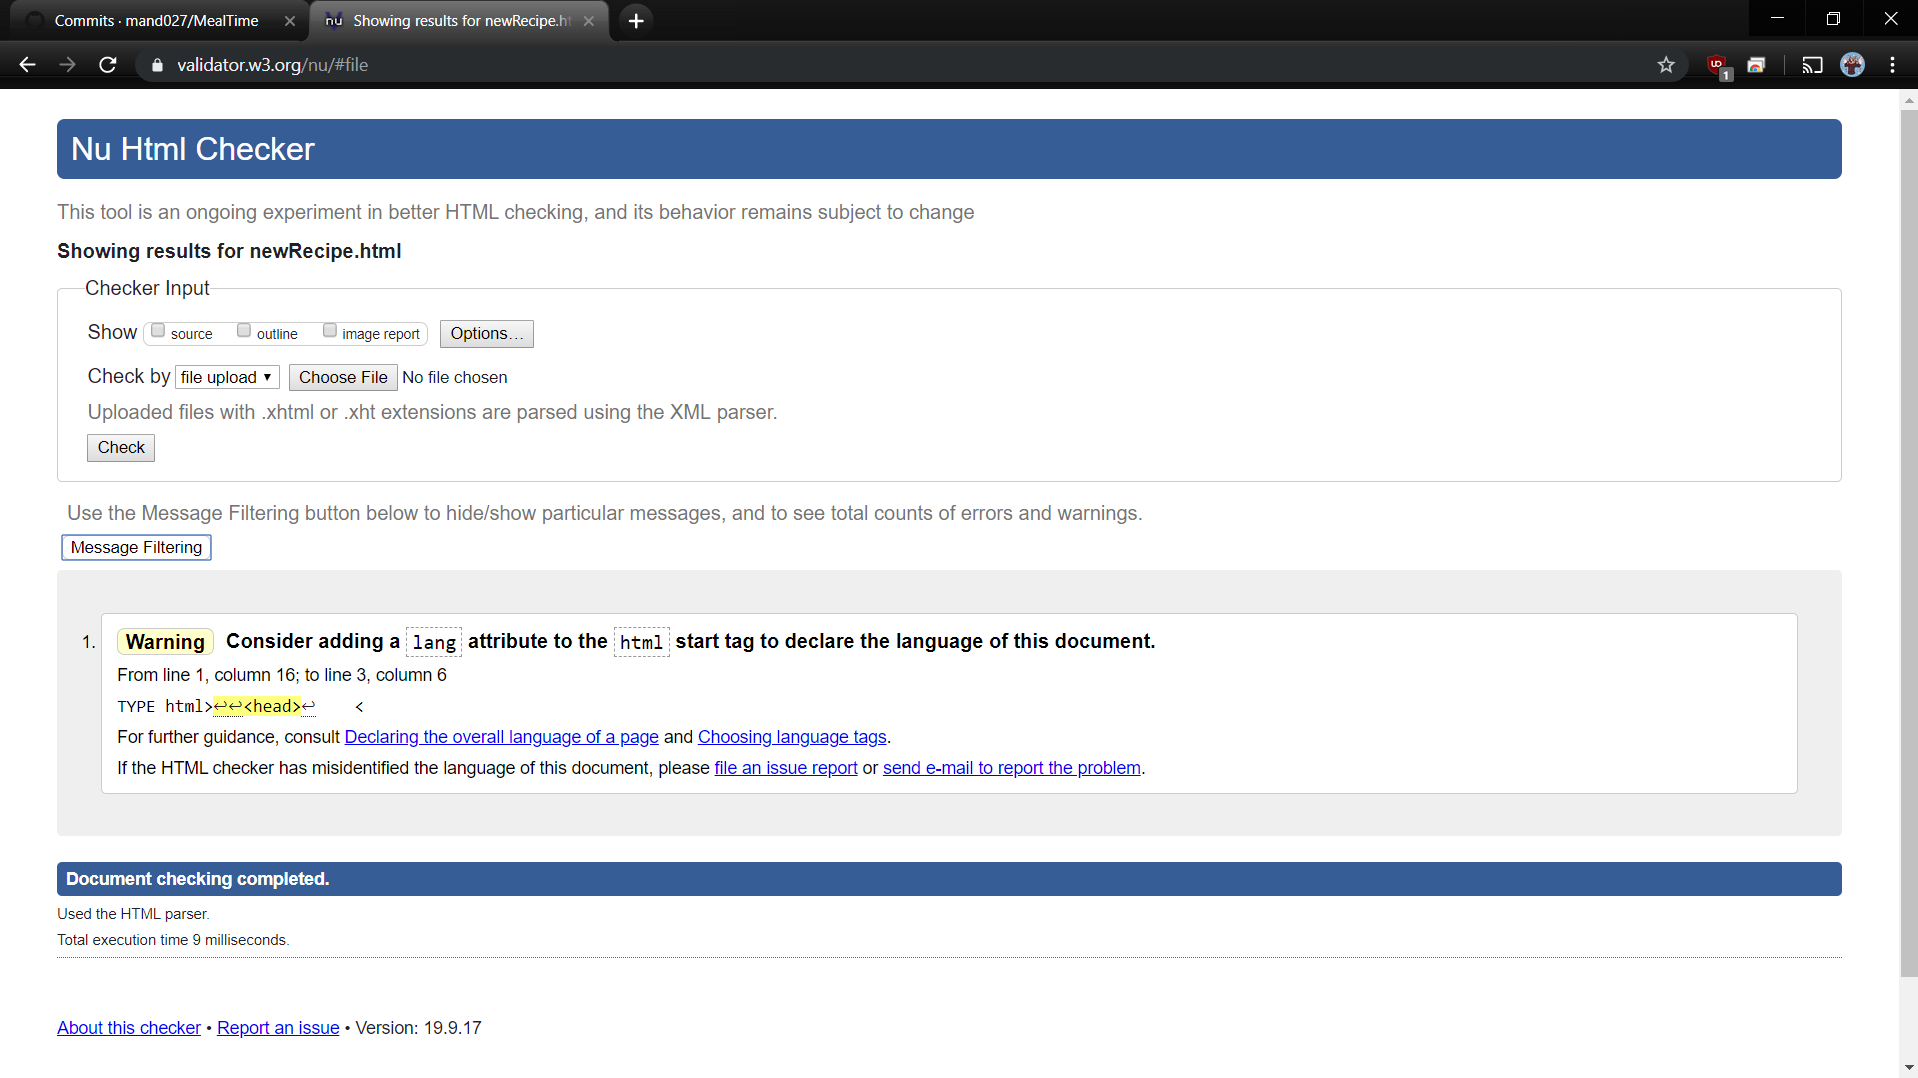 Commits · mand027/MealTime
nu Showing results for newRecipe.ht
validator.w3.org/nu/#file
1
Nu Html Checker
This tool is an ongoing experiment in better HTML checking, and its behavior remains subject to change
Showing results for newRecipe.html
Checker Input
Show source outline image report Options…
Check by file upload Choose File No file chosen
Uploaded files with .xhtml or .xht extensions are parsed using the XML parser.
Check
Use the Message Filtering button below to hide/show particular messages, and to see total counts of errors and warnings.
Message Filtering
1. Warning Consider adding a lang attribute to the html start tag to declare the language of this document.
From line 1, column 16; to line 3, column 6
TYPE html>↩↩<head>↩ <
For further guidance, consult Declaring the overall language of a page and Choosing language tags.
If the HTML checker has misidentified the language of this document, please file an issue report or send e-mail to report the problem.
Document checking completed.
Used the HTML parser.
Total execution time 9 milliseconds.
About this checker • Report an issue • Version: 19.9.17